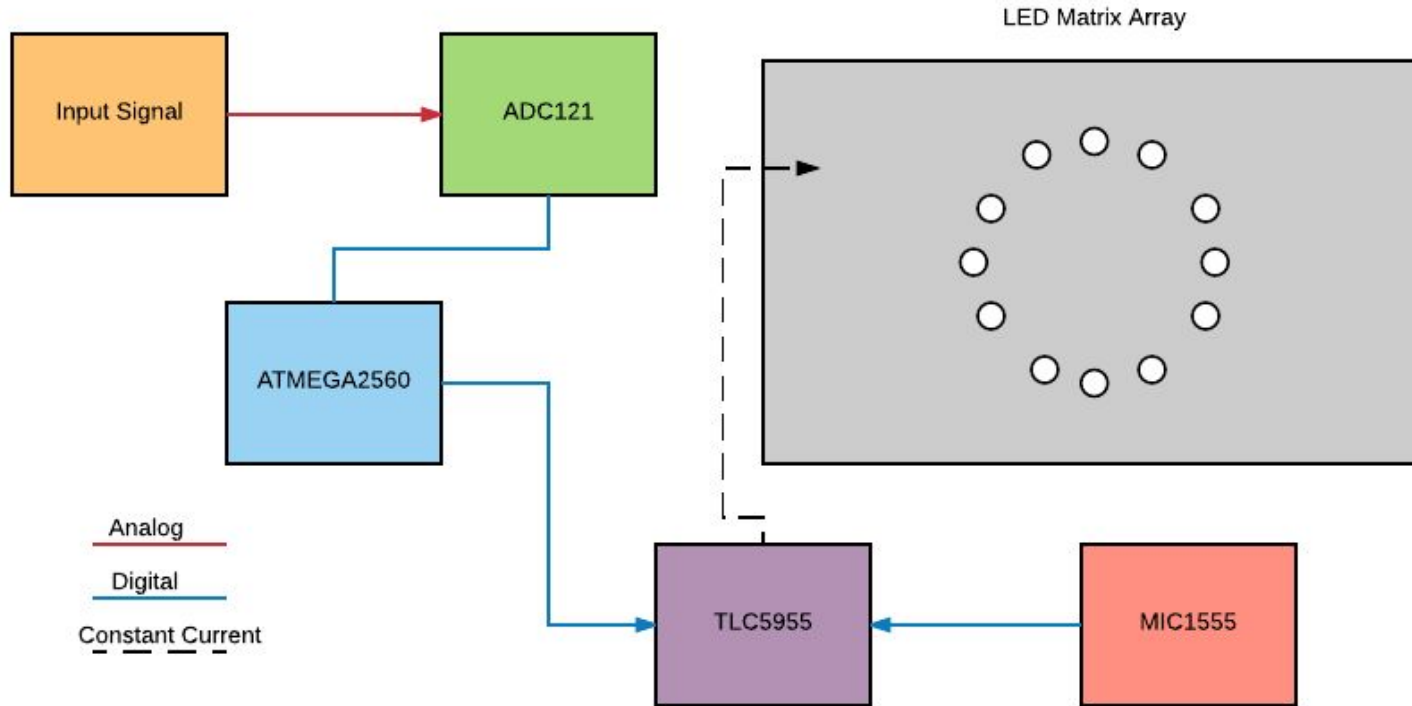 LED Matrix Array
Input Signal
ADC121
ATMEGA2560
Analog
Digital
Constant Current
TLC5955
MIC1555